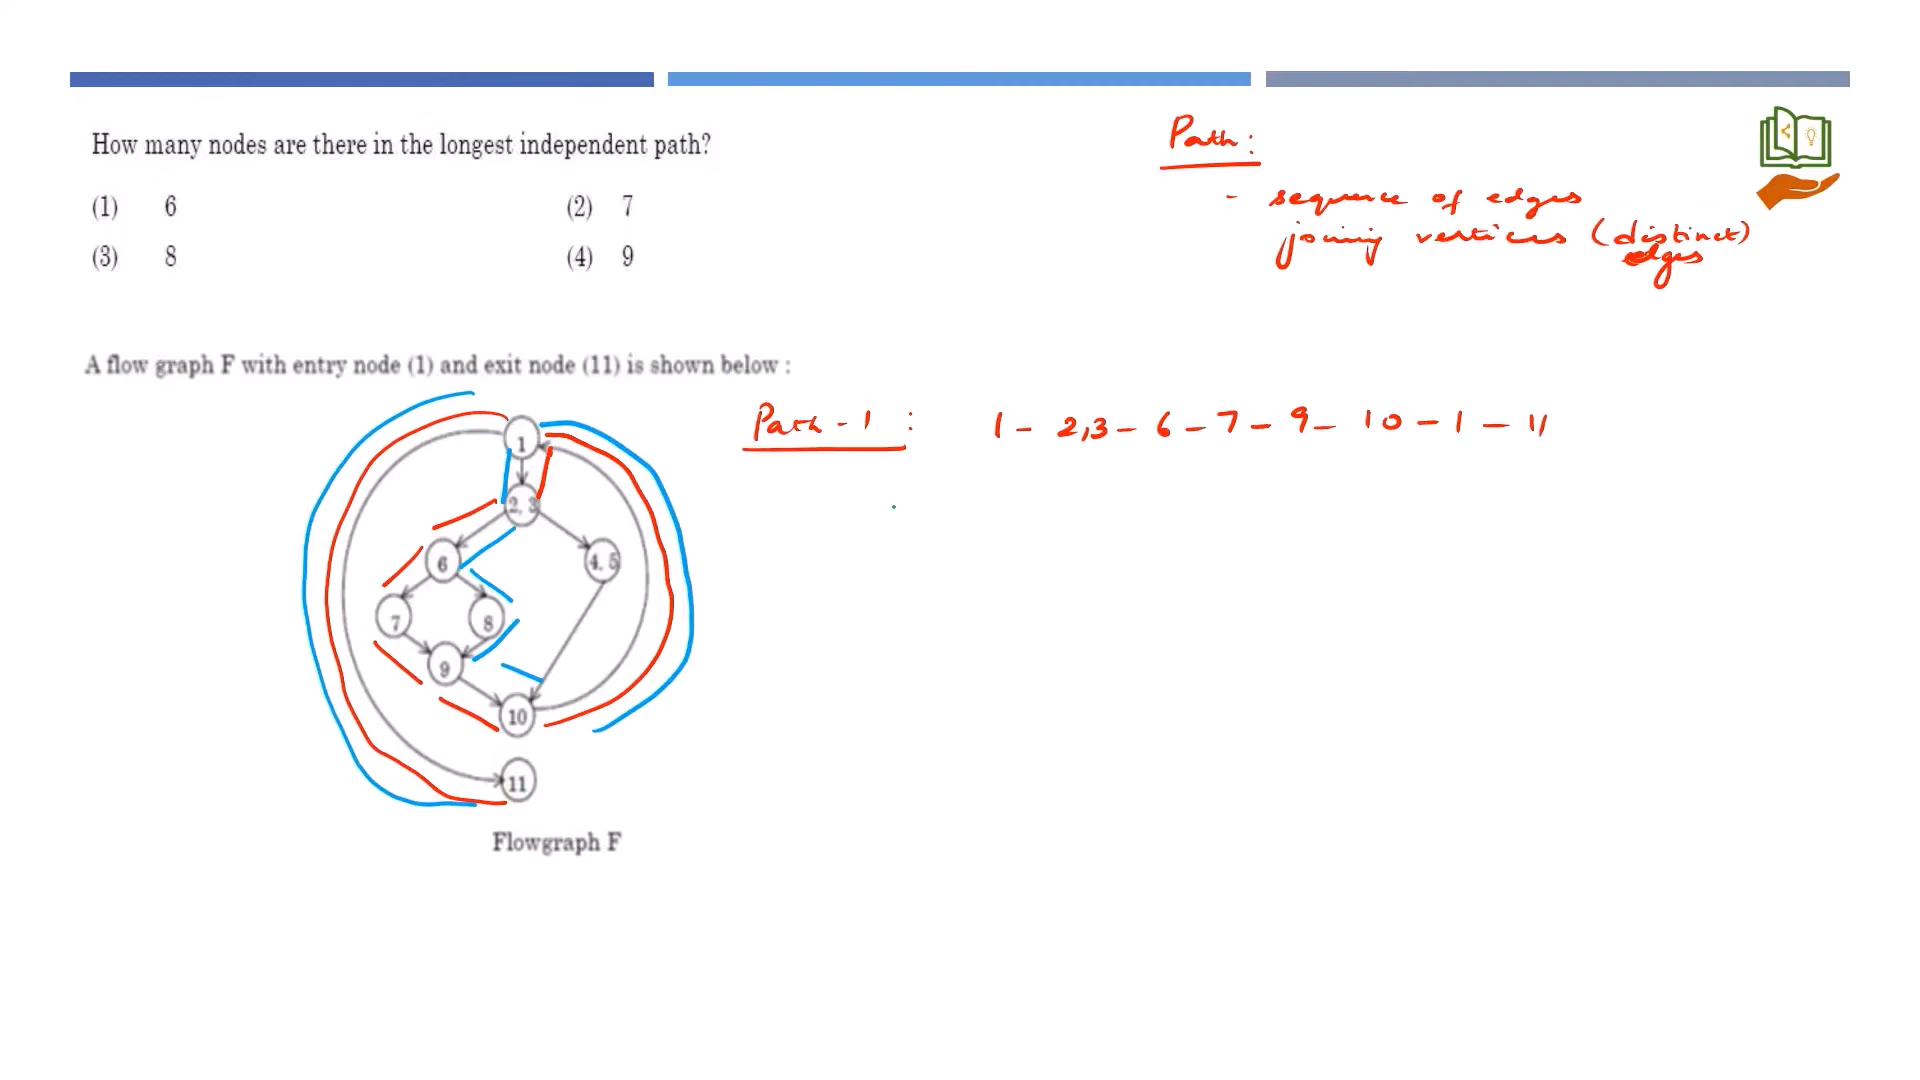 How many nodes are there in the longest independent path?
(1) 6 (2) 7
(3) 8 (4) 9
Path:
- sequence of edges
joining vertices (distinct)
edges
A flow graph F with entry node (1) and exit node (11) is shown below :
Path - 1 : 1 - 2,3 - 6 - 7 - 9 - 10 - 1 - 11
1
2, 3
6
4, 5
7
8
9
10
11
Flowgraph F